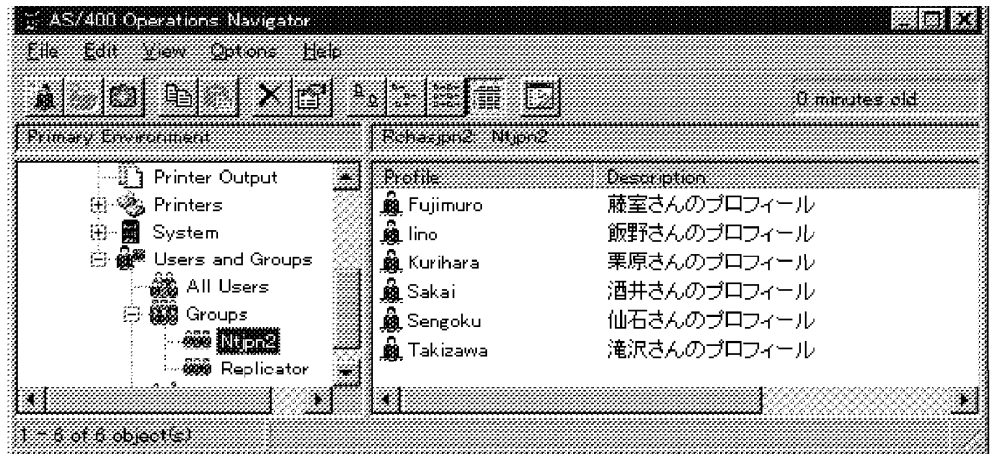 AS/400 Operations Navigator
File Edit View Options Help
0 minutes old
Primary Environment
Rchasjpn2: Ntjpn2
Printer Output
Printers
System
Users and Groups
All Users
Groups
Ntjpn2
Replicator
Profile Description
Fujimuro 藤室さんのプロフィール
Iino 飯野さんのプロフィール
Kurihara 栗原さんのプロフィール
Sakai 酒井さんのプロフィール
Sengoku 仙石さんのプロフィール
Takizawa 滝沢さんのプロフィール
1 - 6 of 6 object(s)